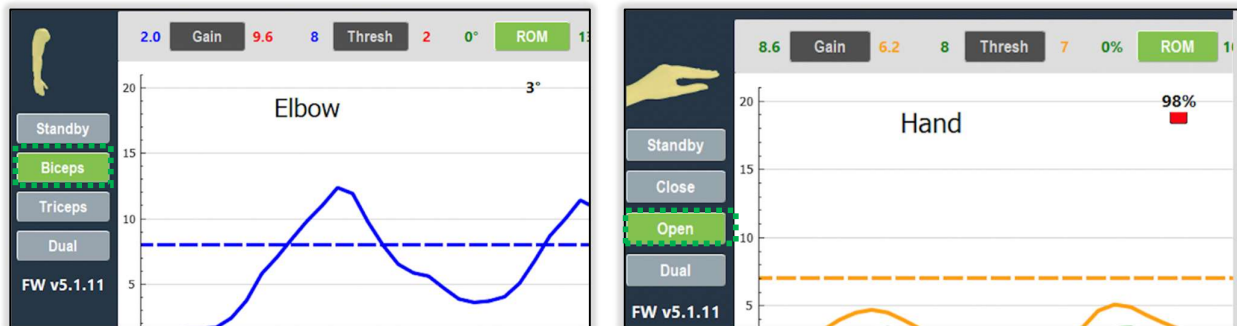 2.0 Gain 9.6 8 Thresh 2 0° ROM
20
3°
Elbow
Standby
15
Biceps
Triceps
10
Dual
FW v5.1.11
5
8.6 Gain 6.2 8 Thresh 7 0% ROM
20
98%
Hand
Standby
15
Close
Open
10
Dual
FW v5.1.11
5